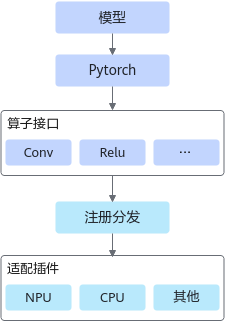 模型
Pytorch
算子接口
Conv Relu ...
注册分发
适配插件
NPU CPU 其他